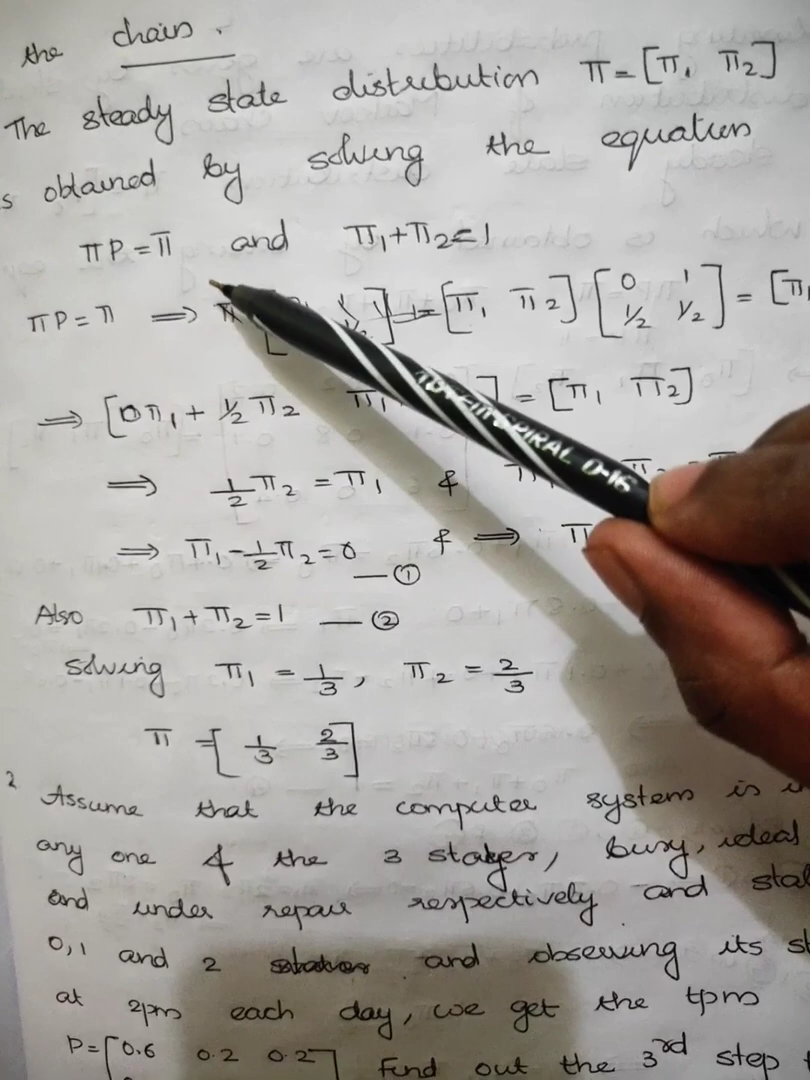 the chain.
The steady state distribution π = [π₁ π₂]
s obtained by solving the equation
πP = π and π₁+π₂=1
πP = π ⟹ = [π₁ π₂] [0 1 ½ ½] = [π₁
⟹ [0π₁ + ½π₂ π₁ ] = [π₁ π₂]
⟹ ½π₂ = π₁ &
⟹ π₁ - ½π₂ = 0 & ⟹ π
— ①
Also π₁ + π₂ = 1 — ②
solving π₁ = 1/3, π₂ = 2/3
π = [1/3 2/3]
2 Assume that the computer system is in
any one of the 3 states, busy, ideal
and under repair respectively and
0,1 and 2 and observing its
at 2pm each day, we get the tpm
P = [0.6 0.2 0.2] Find out the 3rd step
SPIRAL 0-16